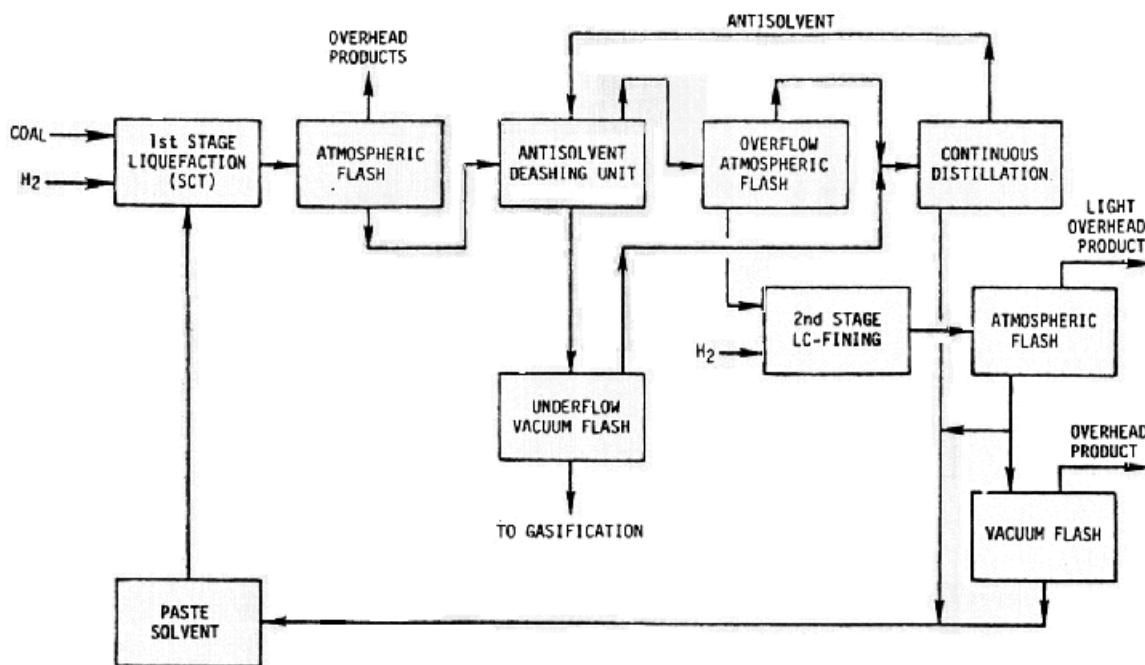 ANTISOLVENT
OVERHEAD
PRODUCTS
COAL
H2
1st STAGE
LIQUEFACTION
(SCT)
ATMOSPHERIC
FLASH
ANTISOLVENT
DEASHING UNIT
OVERFLOW
ATMOSPHERIC
FLASH
CONTINUOUS
DISTILLATION
LIGHT
OVERHEAD
PRODUCT
2nd STAGE
LC-FINING
H2
ATMOSPHERIC
FLASH
UNDERFLOW
VACUUM FLASH
OVERHEAD
PRODUCT
TO GASIFICATION
VACUUM FLASH
PASTE
SOLVENT